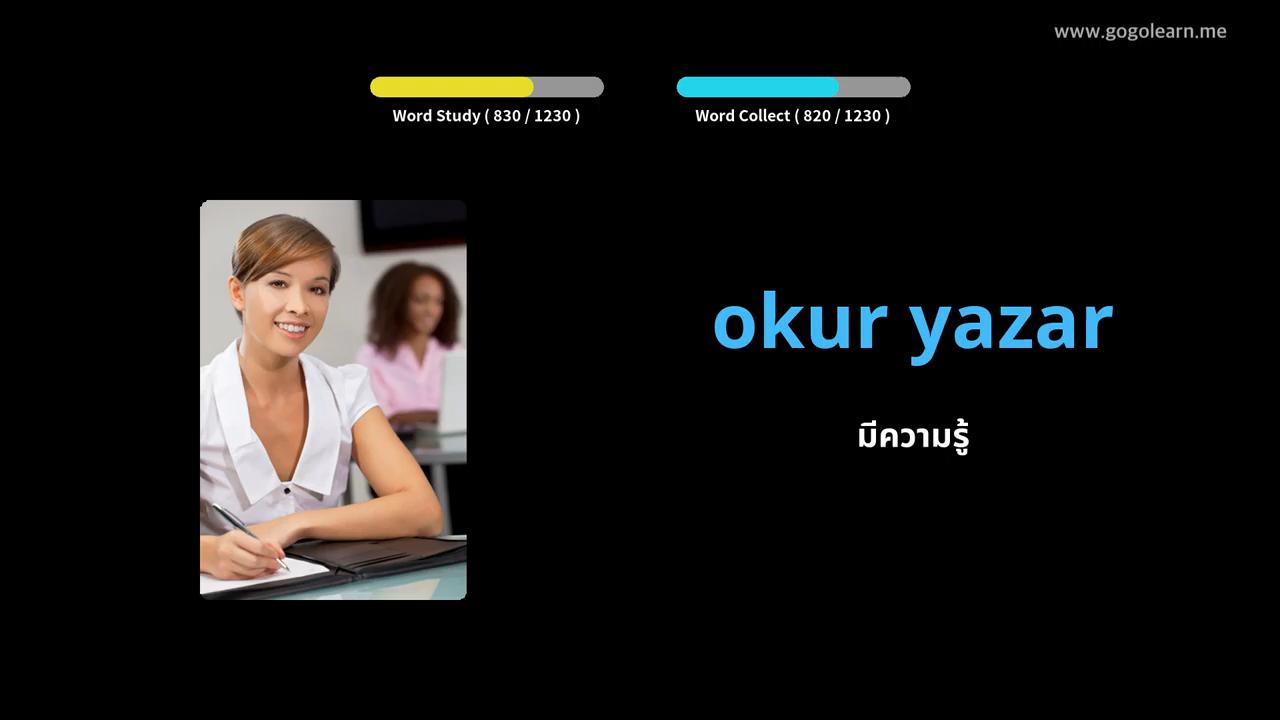 www.gogolearn.me
Word Study ( 830 / 1230 )
Word Collect ( 820 / 1230 )
okur yazar
มีความรู้